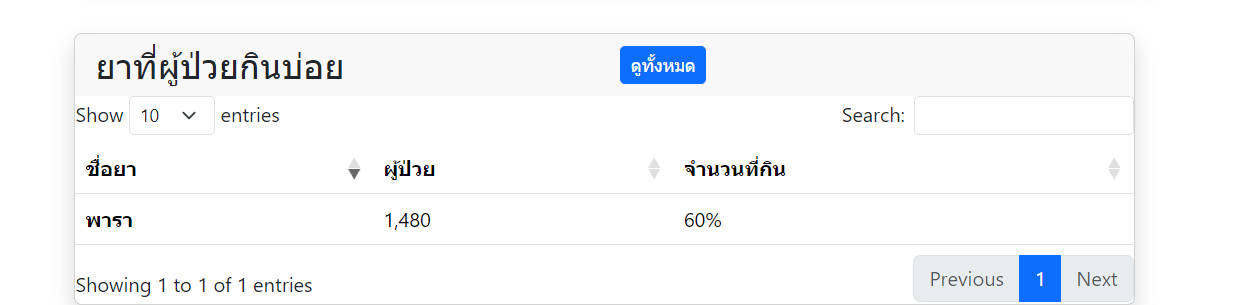 ยาที่ผู้ป่วยกินบ่อย ดูทั้งหมด
Show 10 entries Search:
ชื่อยา ผู้ป่วย จำนวนที่กิน
พารา 1,480 60%
Showing 1 to 1 of 1 entries Previous 1 Next